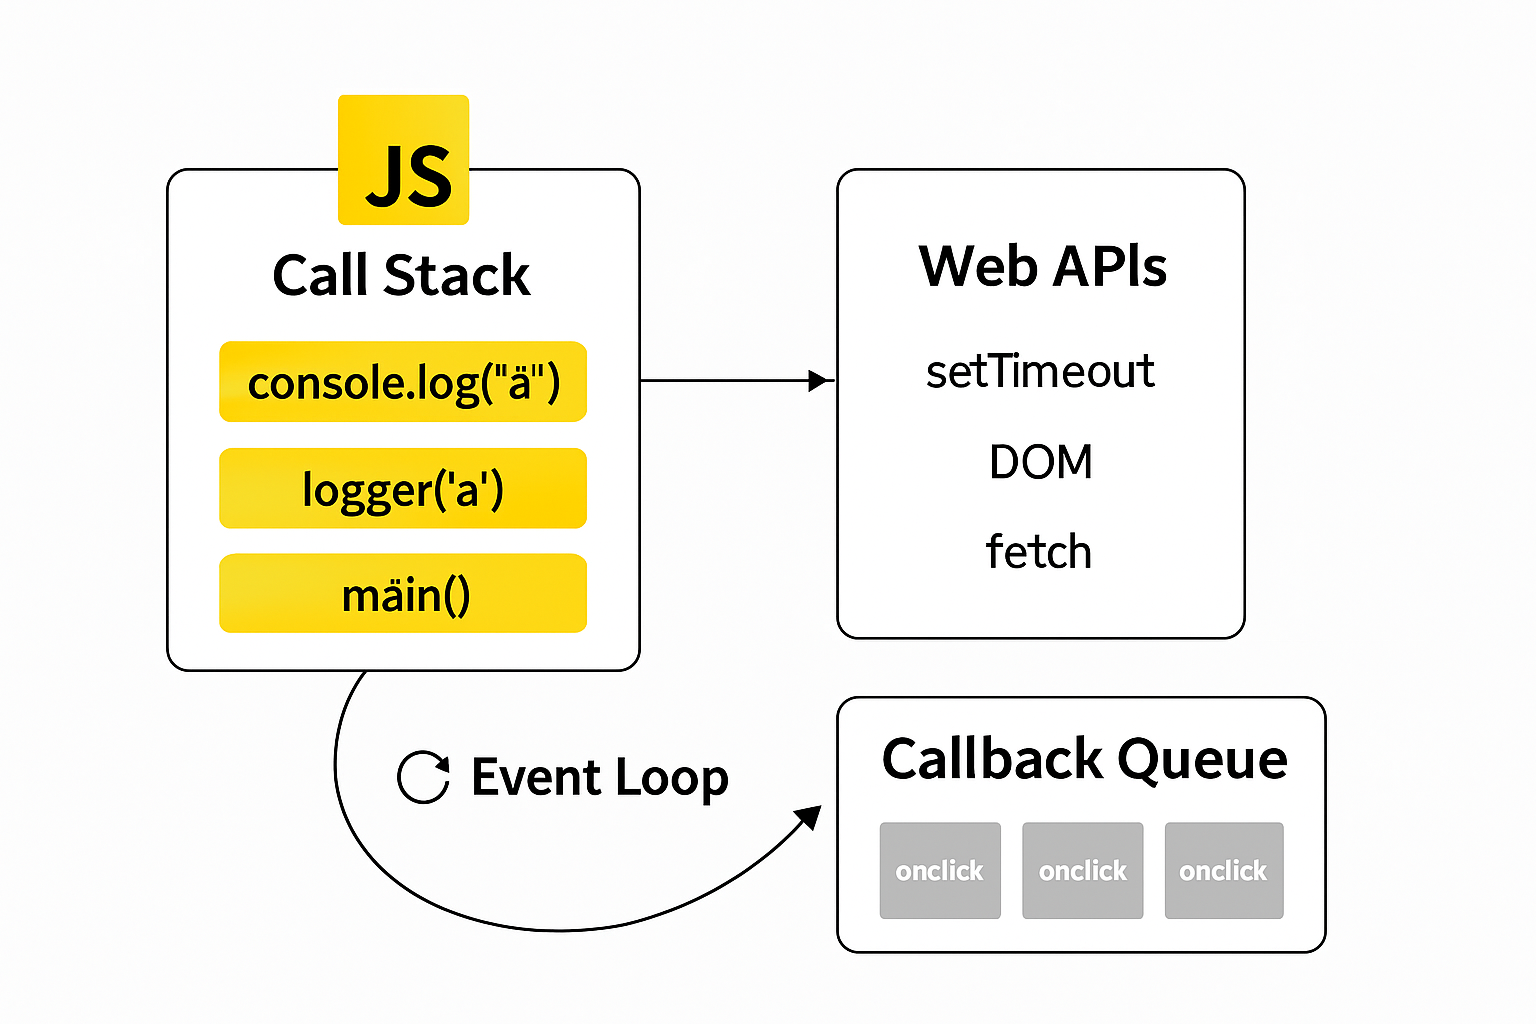 JS
Call Stack
console.log("ä")
logger('a')
mäin()
Web APIs
setTimeout
DOM
fetch
Event Loop
Callback Queue
onclick onclick onclick